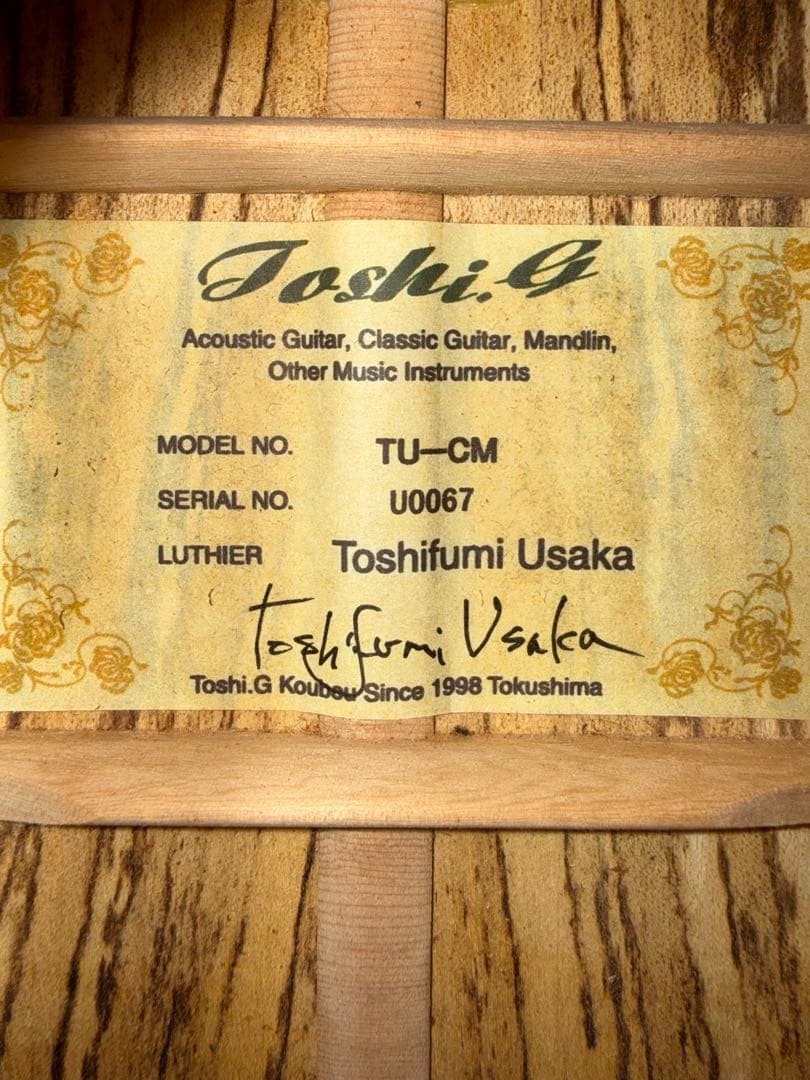 Toshi.G
Acoustic Guitar, Classic Guitar, Mandlin,
Other Music Instruments
MODEL NO. TU-CM
SERIAL NO. U0067
LUTHIER Toshifumi Usaka
Toshifumi Usaka
Toshi.G Koubou Since 1998 Tokushima